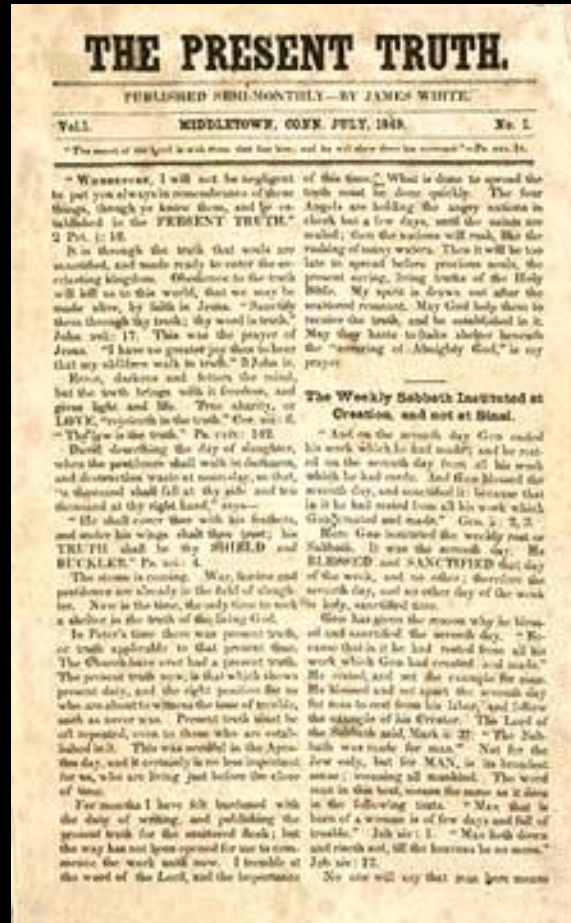 THE PRESENT TRUTH.
PUBLISHED SEMI-MONTHLY—BY JAMES WHITE.
Vol.1. MIDDLETOWN, CONN, JULY, 1849. No. 1.
"The secret of the Lord is with them that fear him; and he will shew them his covenant."—Ps. xxv. 14.
"WHEREFORE, I will not be negligent
to put you always in remembrance of these
things, though ye know them, and be es-
tablished in the PRESENT TRUTH."
2 Pet. i: 12.
It is through the truth that souls are
sanctified, and made ready to enter the ev-
erlasting kingdom. Obedience to the truth
will kill us to this world, that we may be
made alive, by faith in Jesus. "Sanctify
them through thy truth; thy word is truth,"
John xvii: 17. This was the prayer of
Jesus. "I have no greater joy than to hear
that my children walk in truth." 3 John iv.
Error, darkens and fetters the mind,
but the truth brings with it freedom, and
gives light and life. True charity, or
LOVE, "rejoiceth in the truth." Cor. xiii: 6.
"Thy law is the truth." Ps. cxix: 142.
David describing the day of slaughter,
when the pestilence shall walk in darkness,
and destruction waste at noon-day, so that,
"a thousand shall fall at thy side and ten
thousand at thy right hand," says—
"He shall cover thee with his feathers,
and under his wings shalt thou trust; his
TRUTH shall be thy SHIELD and
BUCKLER." Ps. xci: 4.
The storm is coming. War, famine and
pestilence are already in the field of slaugh-
ter. Now is the time, the only time to seek
a shelter in the truth of the living God.
In Peter's time there was present truth,
or truth applicable to that present time.
The Church have ever had a present truth.
The present truth now, is that which shows
present duty, and the right position for us
who are about to witness the time of trouble,
such as never was. Present truth must be
oft repeated, even to those who are estab-
lished in it. This was needful in the Apos-
tles day, and it certainly is no less important
for us, who are living just before the close
of time.
For months I have felt burdened with
the duty of writing, and publishing the
present truth for the scattered flock; but
the way has not been opened for me to com-
mence the work until now. I tremble at
the word of the Lord, and the importance
of this time. What is done to spread the
truth must be done quickly. The four
Angels are holding the angry nations in
check but a few days, until the saints are
sealed; then the nations will rush, like the
rushing of many waters. Then it will be too
late to spread before precious souls, the
present saving, living truths of the Holy
Bible. My spirit is drawn out after the
scattered remnant. May God help them to
receive the truth, and be established in it.
May they haste to take shelter beneath
the "covering of Almighty God," is my
prayer.
The Weekly Sabbath Instituted at
Creation, and not at Sinai.
"And on the seventh day GOD ended
his work which he had made; and he rest-
ed on the seventh day from all his work
which he had made. And GOD blessed the
seventh day, and sanctified it: because that
in it he had rested from all his work which
GOD created and made." Gen. 2, 3.
Here GOD instituted the weekly rest or
Sabbath. It was the seventh day. He
BLESSED and SANCTIFIED that day
of the week, and no other; therefore the
seventh day, and no other day of the week
is holy, sanctified time.
GOD has given the reason why he bless-
ed and sanctified the seventh day. "Be-
cause that in it he had rested from all his
work which GOD had created and made."
He rested, and set the example for man.
He blessed and set apart the seventh day
for man to rest from his labor, and follow
the example of his Creator. The Lord of
the Sabbath said, Mark ii: 27: "The Sab-
bath was made for man." Not for the
Jew only, but for MAN, in its broadest
sense; meaning all mankind. The word
man in this text, means the same as it does
in the following texts. "Man that is
born of a woman is of few days and full of
trouble." Job xiv: 1. "Man lieth down
and riseth not, till the heavens be no more."
Job xiv: 12.
No one will say that man here means